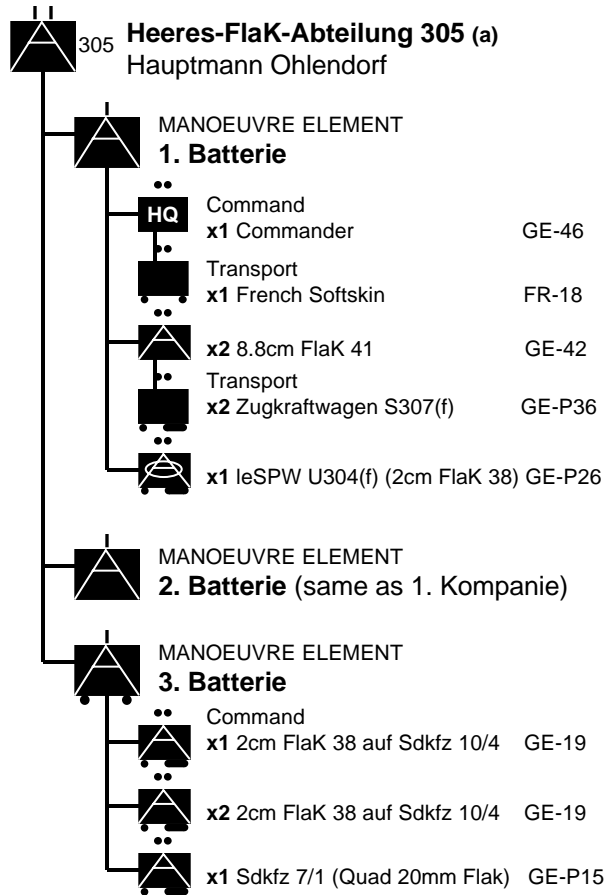 305 Heeres-FlaK-Abteilung 305 (a)
Hauptmann Ohlendorf
MANOEUVRE ELEMENT
1. Batterie
HQ
Command
x1 Commander GE-46
Transport
x1 French Softskin FR-18
x2 8.8cm FlaK 41 GE-42
Transport
x2 Zugkraftwagen S307(f) GE-P36
x1 leSPW U304(f) (2cm FlaK 38) GE-P26
MANOEUVRE ELEMENT
2. Batterie (same as 1. Kompanie)
MANOEUVRE ELEMENT
3. Batterie
Command
x1 2cm FlaK 38 auf Sdkfz 10/4 GE-19
x2 2cm FlaK 38 auf Sdkfz 10/4 GE-19
x1 Sdkfz 7/1 (Quad 20mm Flak) GE-P15